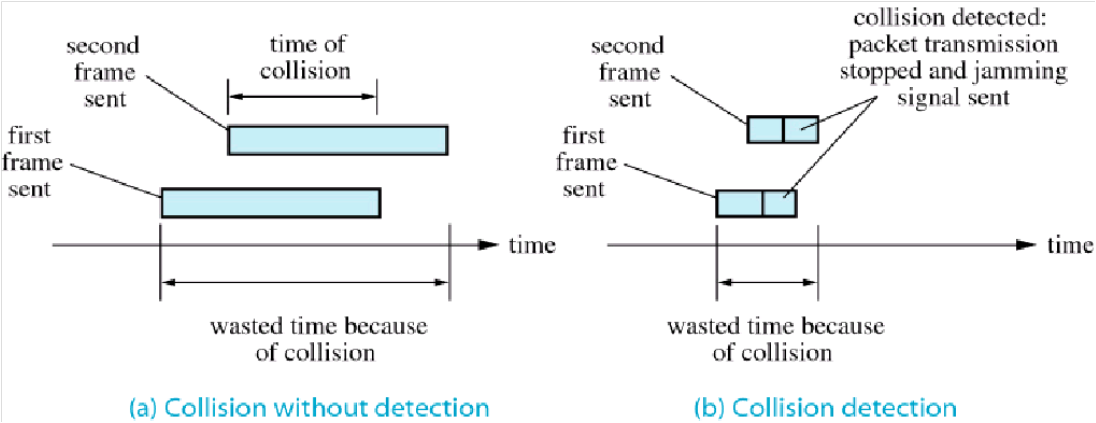 second
frame
sent
time of
collision
first
frame
sent
time
wasted time because
of collision
(a) Collision without detection
second
frame
sent
collision detected:
packet transmission
stopped and jamming
signal sent
first
frame
sent
time
wasted time because
of collision
(b) Collision detection